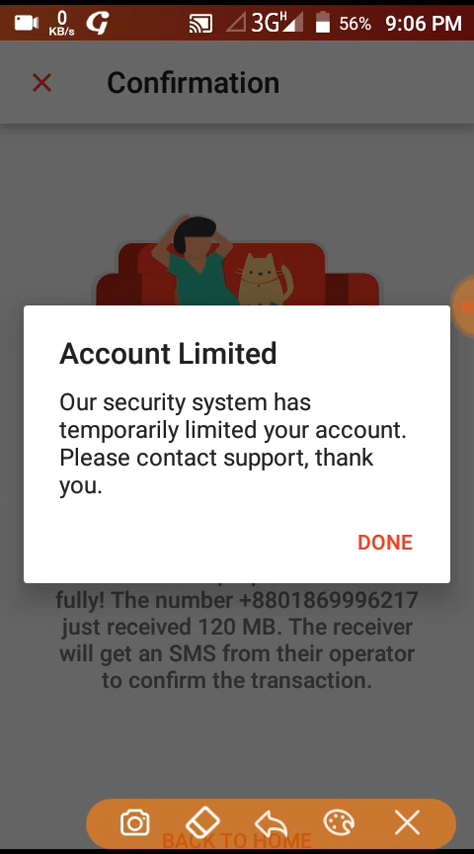 0
KB/s
G
3G H
56%
9:06 PM
Confirmation
Account Limited
Our security system has
temporarily limited your account.
Please contact support, thank
you.
DONE
fully! The number +8801869996217
just received 120 MB. The receiver
will get an SMS from their operator
to confirm the transaction.
BACK TO HOME